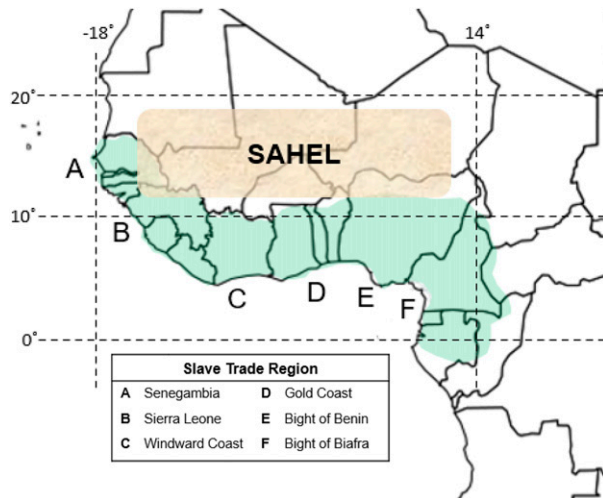 -18°
14°
20°
SAHEL
A
10°
B
C
D
E
F
0°
Slave Trade Region
A Senegambia D Gold Coast
B Sierra Leone E Bight of Benin
C Windward Coast F Bight of Biafra